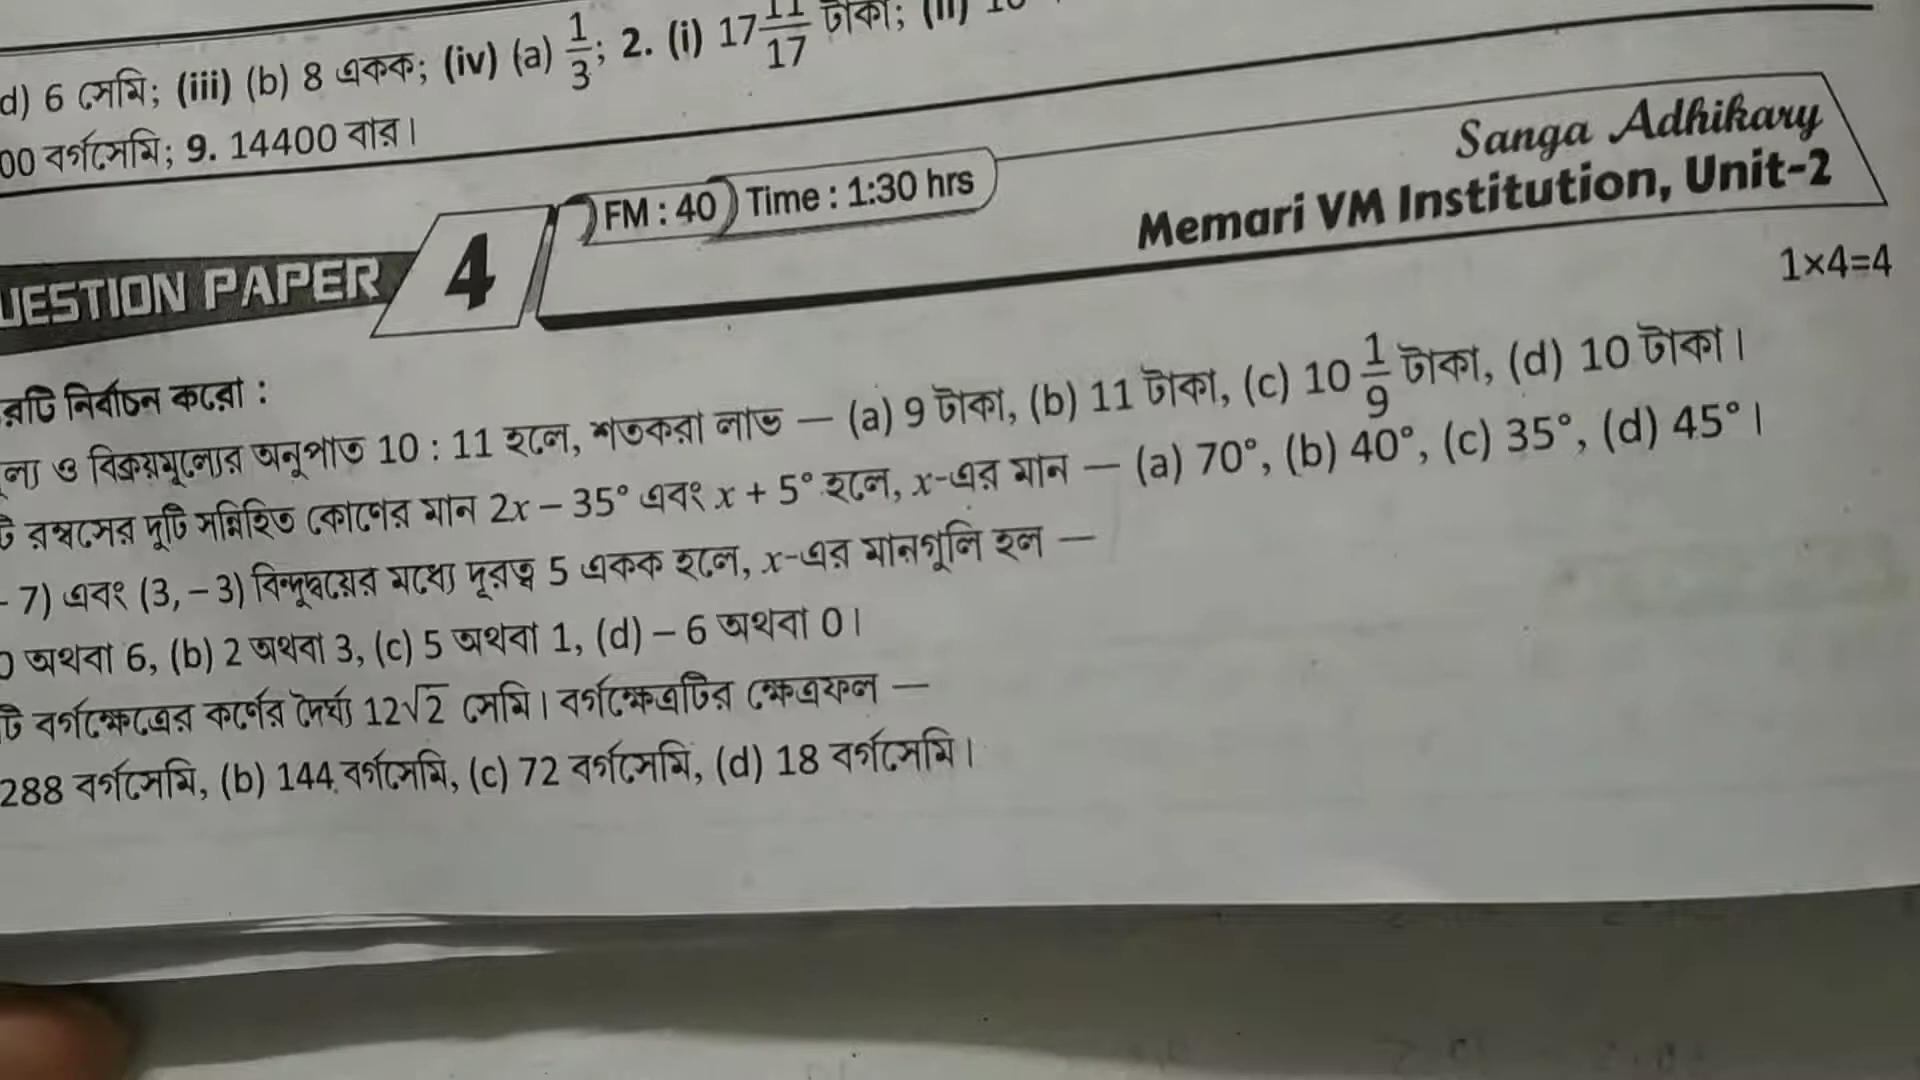 d) 6 সেমি; (iii) (b) 8 একক; (iv) (a) 1/3; 2. (i) 17 11/17 টাকা; (ii)
00 বর্গসেমি; 9. 14400 বার।
UESTION PAPER 4 FM : 40 Time : 1:30 hrs
Sanga Adhikary
Memari VM Institution, Unit-2
1×4=4
রটি নির্বাচন করো :
ল্য ও বিক্রয়মূল্যের অনুপাত 10 : 11 হলে, শতকরা লাভ — (a) 9 টাকা, (b) 11 টাকা, (c) 10 1/9 টাকা, (d) 10 টাকা।
টি রম্বসের দুটি সন্নিহিত কোণের মান 2x – 35° এবং x + 5° হলে, x-এর মান — (a) 70°, (b) 40°, (c) 35°, (d) 45°।
– 7) এবং (3, – 3) বিন্দুদ্বয়ের মধ্যে দূরত্ব 5 একক হলে, x-এর মানগুলি হল —
0 অথবা 6, (b) 2 অথবা 3, (c) 5 অথবা 1, (d) – 6 অথবা 0।
টি বর্গক্ষেত্রের কর্ণের দৈর্ঘ্য 12√2 সেমি। বর্গক্ষেত্রটির ক্ষেত্রফল —
288 বর্গসেমি, (b) 144 বর্গসেমি, (c) 72 বর্গসেমি, (d) 18 বর্গসেমি।